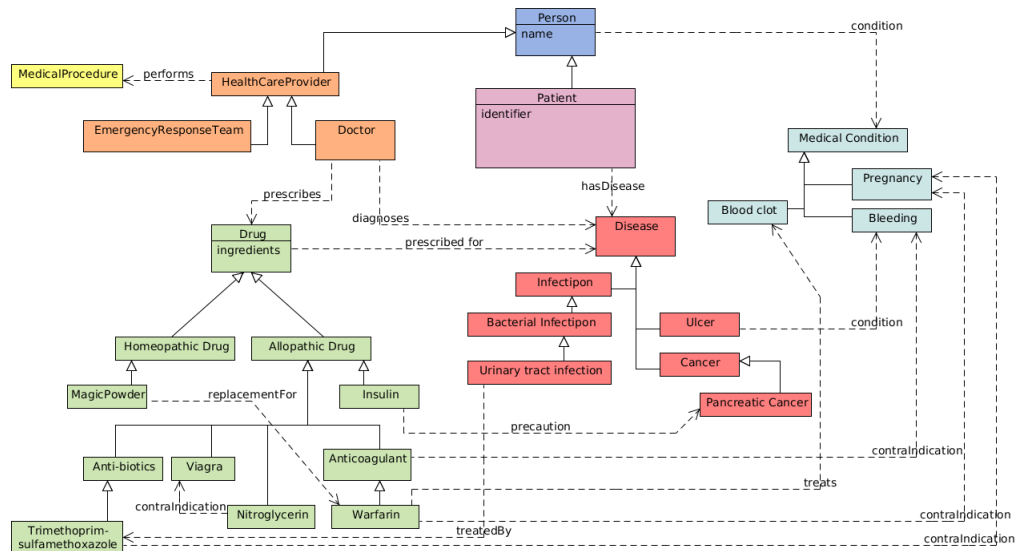 Person
name
condition
MedicalProcedure
performs
HealthCareProvider
Patient
identifier
EmergencyResponseTeam
Doctor
Medical Condition
Pregnancy
hasDisease
prescribes
Blood clot
Bleeding
diagnoses
Disease
Drug
ingredients
prescribed for
Infectipon
Bacterial Infectipon
Ulcer
condition
Homeopathic Drug
Allopathic Drug
Cancer
Urinary tract infection
MagicPowder
replacementFor
Insulin
Pancreatic Cancer
precaution
contraIndication
Anti-biotics
Viagra
Anticoagulant
treats
contraIndication
Nitroglycerin
Warfarin
contraIndication
Trimethoprim-
sulfamethoxazole
treatedBy
contraIndication